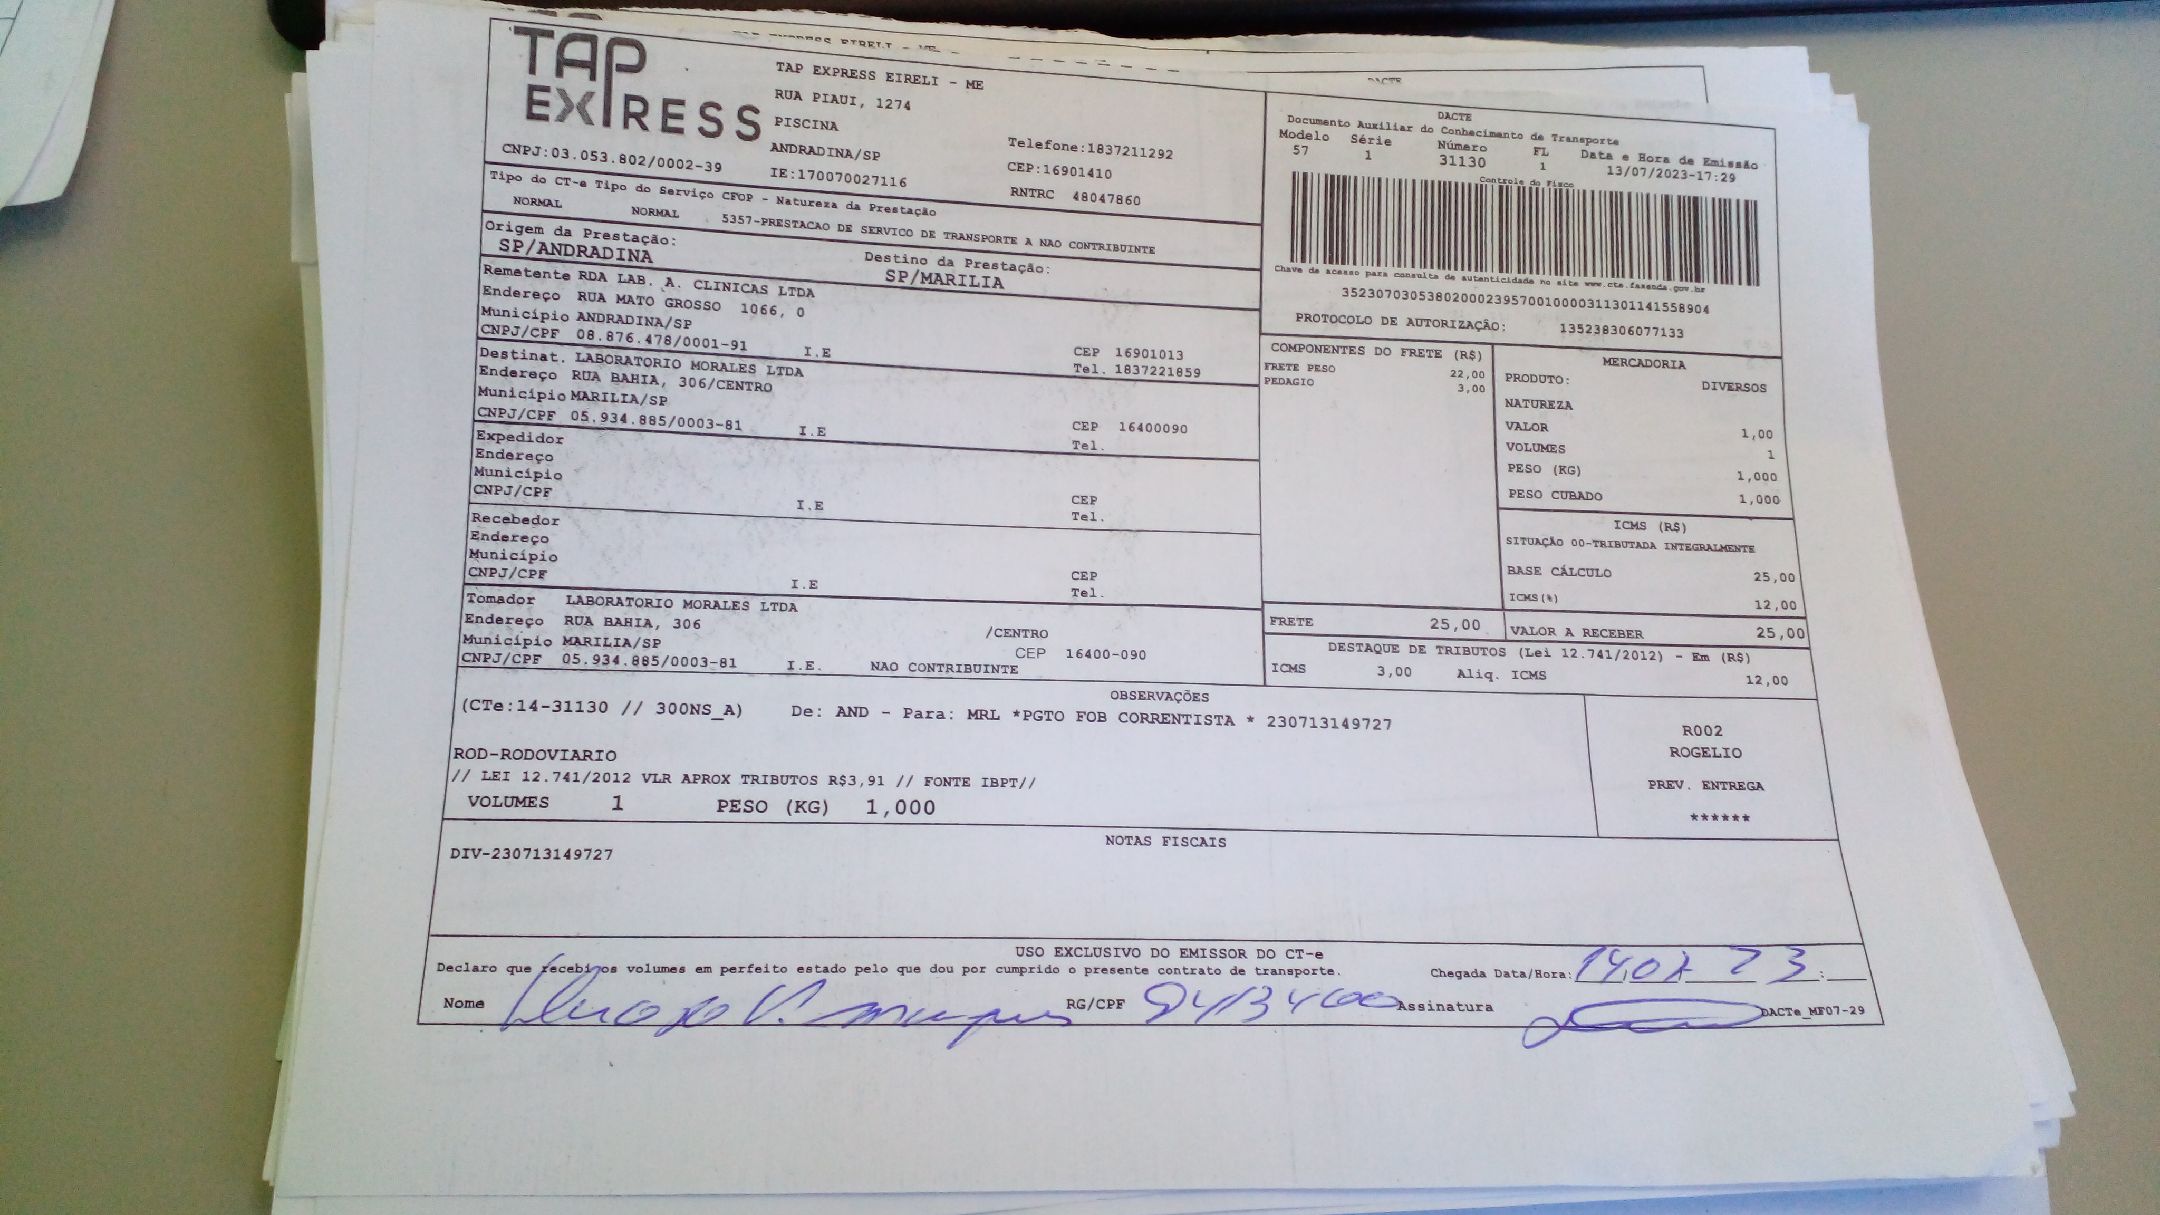 TAP
EXPRESS
CNPJ:03.053.802/0002-39
TAP EXPRESS EIRELI - ME
RUA PIAUI, 1274
PISCINA
ANDRADINA/SP
IE:170070027116
Telefone:1837211292
CEP:16901410
RNTRC 48047860
DACTE
Documento Auxiliar do Conhecimento de Transporte
Modelo Série Número FL Data e Hora de Emissão
57 1 31130 1 13/07/2023-17:29
Controle do Fisco
Chave de acesso para consulta de autenticidade no site www.cte.fazenda.gov.br
35230703053802000239570010000311301141558904
PROTOCOLO DE AUTORIZAÇÃO: 135238306077133
Tipo do CT-e Tipo do Serviço CFOP - Natureza da Prestação
NORMAL NORMAL 5357-PRESTACAO DE SERVICO DE TRANSPORTE A NAO CONTRIBUINTE
Origem da Prestação: Destino da Prestação:
SP/ANDRADINA SP/MARILIA
Remetente RDA LAB. A. CLINICAS LTDA
Endereço RUA MATO GROSSO 1066, 0
Município ANDRADINA/SP CEP 16901013
CNPJ/CPF 08.876.478/0001-91 I.E Tel. 1837221859
Destinat. LABORATORIO MORALES LTDA
Endereço RUA BAHIA, 306/CENTRO
Município MARILIA/SP CEP 16400090
CNPJ/CPF 05.934.885/0003-81 I.E Tel.
Expedidor
Endereço
Município CEP
CNPJ/CPF I.E Tel.
Recebedor
Endereço
Município CEP
CNPJ/CPF I.E Tel.
Tomador LABORATORIO MORALES LTDA
Endereço RUA BAHIA, 306 /CENTRO
Município MARILIA/SP CEP 16400-090
CNPJ/CPF 05.934.885/0003-81 I.E. NAO CONTRIBUINTE
COMPONENTES DO FRETE (R$)
FRETE PESO 22,00
PEDAGIO 3,00
MERCADORIA
PRODUTO: DIVERSOS
NATUREZA
VALOR 1,00
VOLUMES 1
PESO (KG) 1,000
PESO CUBADO 1,000
ICMS (R$)
SITUAÇÃO 00-TRIBUTADA INTEGRALMENTE
BASE CÁLCULO 25,00
ICMS(%) 12,00
FRETE 25,00 VALOR A RECEBER 25,00
DESTAQUE DE TRIBUTOS (Lei 12.741/2012) - Em (R$)
ICMS 3,00 Aliq. ICMS 12,00
OBSERVAÇÕES
(CTe:14-31130 // 300NS_A) De: AND - Para: MRL *PGTO FOB CORRENTISTA * 230713149727
ROD-RODOVIARIO
// LEI 12.741/2012 VLR APROX TRIBUTOS R$3,91 // FONTE IBPT//
VOLUMES 1 PESO (KG) 1,000
R002
ROGELIO
PREV. ENTREGA
******
NOTAS FISCAIS
DIV-230713149727
USO EXCLUSIVO DO EMISSOR DO CT-e
Declaro que recebi os volumes em perfeito estado pelo que dou por cumprido o presente contrato de transporte. Chegada Data/Hora: 14.07 23 :
Nome RG/CPF Assinatura DACTe_MF07-29